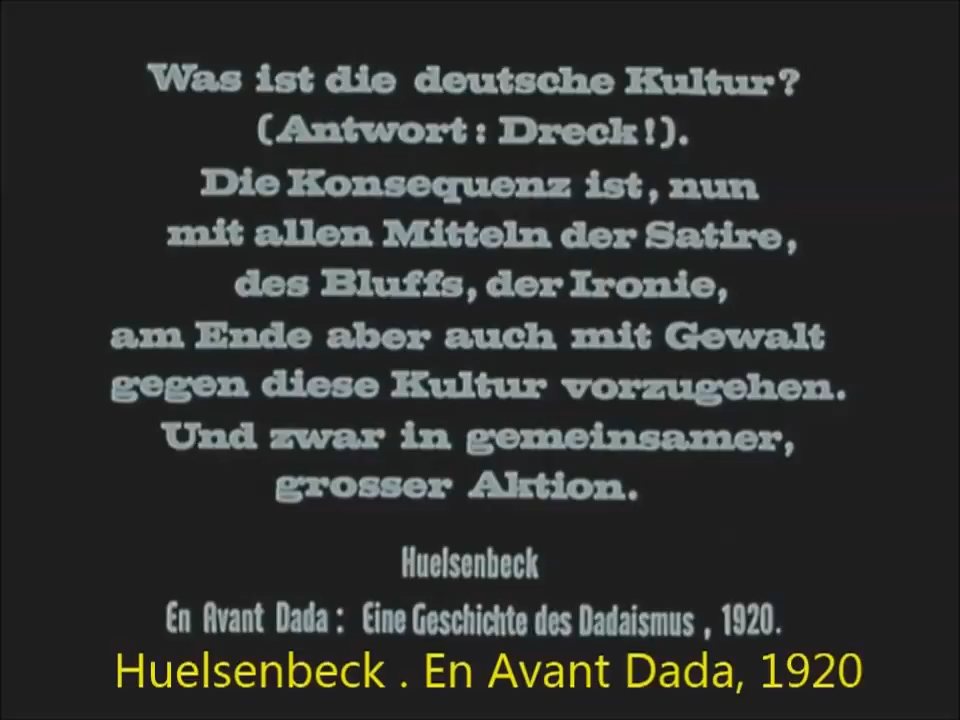 Was ist die deutsche Kultur?
(Antwort: Dreck!).
Die Konsequenz ist, nun
mit allen Mitteln der Satire,
des Bluffs, der Ironie,
am Ende aber auch mit Gewalt
gegen diese Kultur vorzugehen.
Und zwar in gemeinsamer,
grosser Aktion.
Huelsenbeck
En Avant Dada: Eine Geschichte des Dadaismus, 1920.
Huelsenbeck . En Avant Dada, 1920